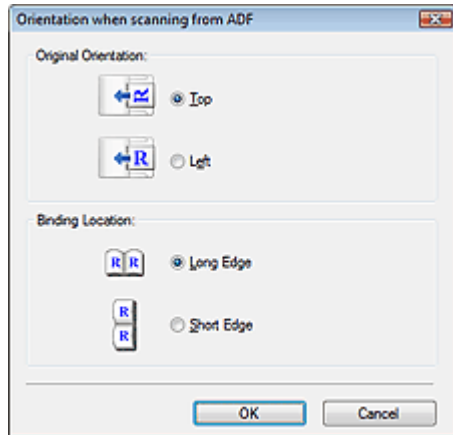 Orientation when scanning from ADF
Original Orientation:
R
Top
R
Left
Binding Location:
R R
Long Edge
R
R
Short Edge
OK
Cancel